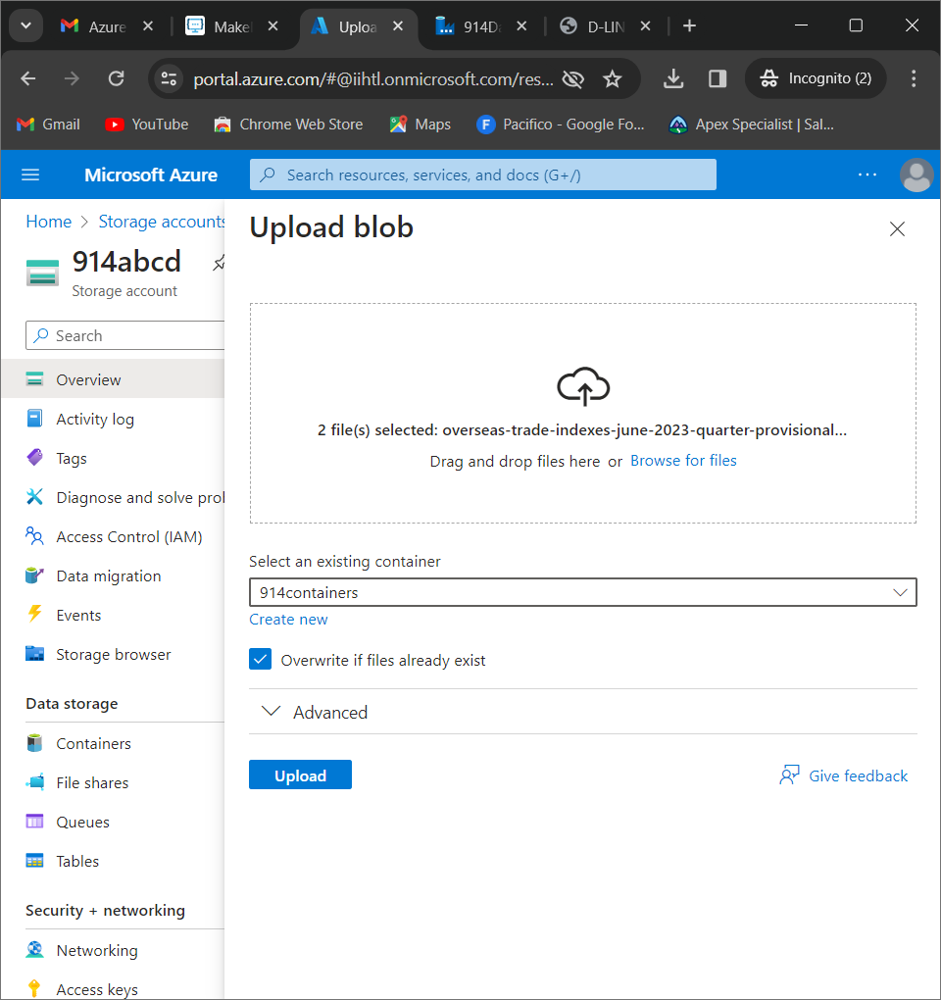 Azure
Make
Uploa
914D
D-LIN
portal.azure.com/#@iihtl.onmicrosoft.com/res...
Incognito (2)
Gmail
YouTube
Chrome Web Store
Maps
F
Pacifico - Google Fo...
Apex Specialist | Sal...
Microsoft Azure
Search resources, services, and docs (G+/)
Home > Storage accounts
914abcd
Storage account
Search
Overview
Activity log
Tags
Diagnose and solve prol
Access Control (IAM)
Data migration
Events
Storage browser
Data storage
Containers
File shares
Queues
Tables
Security + networking
Networking
Access keys
Upload blob
2 file(s) selected: overseas-trade-indexes-june-2023-quarter-provisional...
Drag and drop files here or Browse for files
Select an existing container
914containers
Create new
Overwrite if files already exist
Advanced
Upload
Give feedback